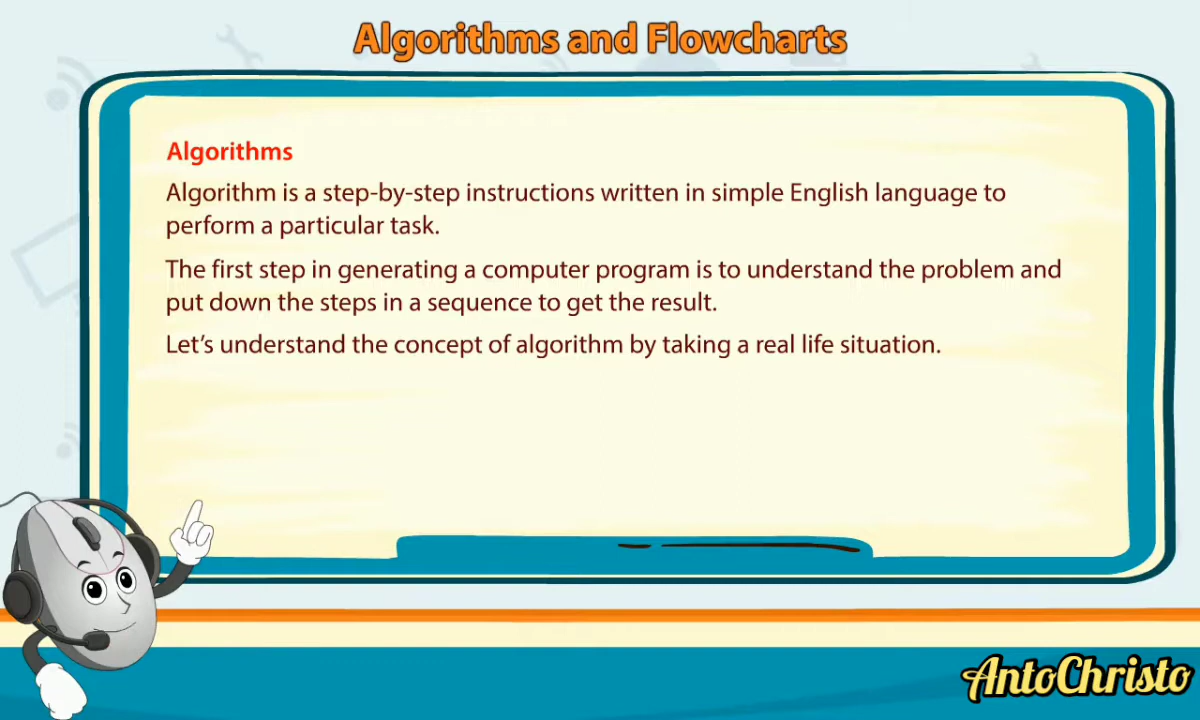 Algorithms and Flowcharts
Algorithms
Algorithm is a step-by-step instructions written in simple English language to
perform a particular task.
The first step in generating a computer program is to understand the problem and
put down the steps in a sequence to get the result.
Let's understand the concept of algorithm by taking a real life situation.
AntoChristo